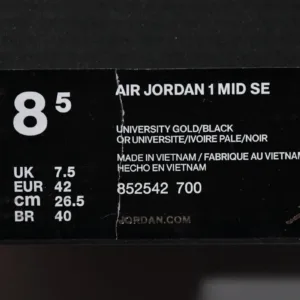 8 5
AIR JORDAN 1 MID SE
UNIVERSITY GOLD/BLACK
OR UNIVERSITE/IVOIRE PALE/NOIR
MADE IN VIETNAM / FABRIQUE AU VIETNAM
HECHO EN VIETNAM
852542 700
UK 7.5
EUR 42
cm 26.5
BR 40
JORDAN.COM